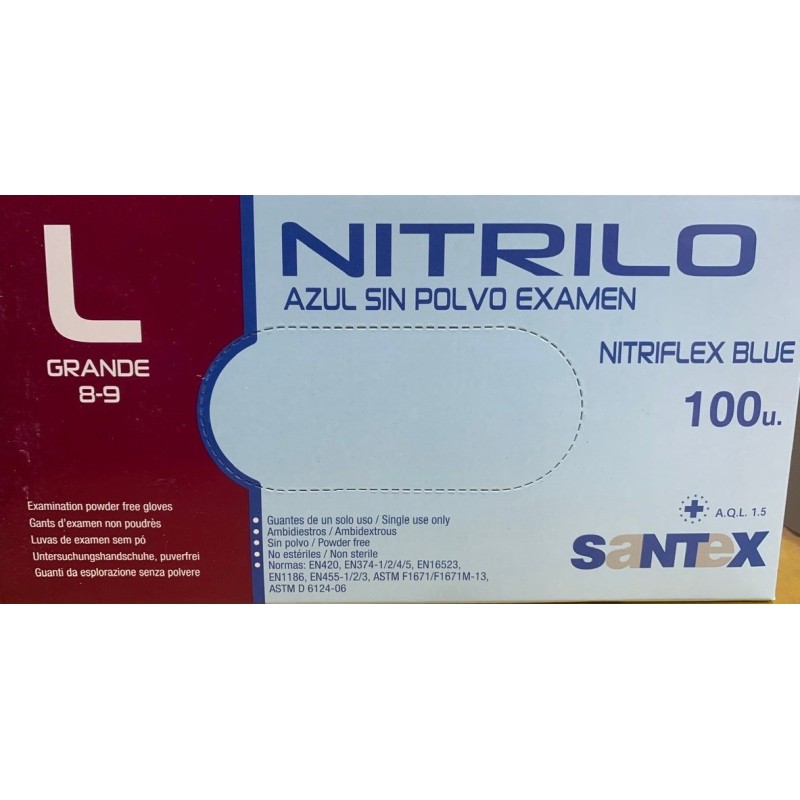 L
GRANDE
8-9
NITRILO
AZUL SIN POLVO EXAMEN
NITRIFLEX BLUE
100u.
Examination powder free gloves
Gants d'examen non poudrès
Luvas de examen sem pó
Untersuchungshandschuhe, puverfrei
Guanti da esplorazione senza polvere
• Guantes de un solo uso / Single use only
• Ambidiestros / Ambidextrous
• Sin polvo / Powder free
• No estériles / Non sterile
• Normas: EN420, EN374-1/2/4/5, EN16523,
EN1186, EN455-1/2/3, ASTM F1671/F1671M-13,
ASTM D 6124-06
A.Q.L. 1.5
SaNTeX